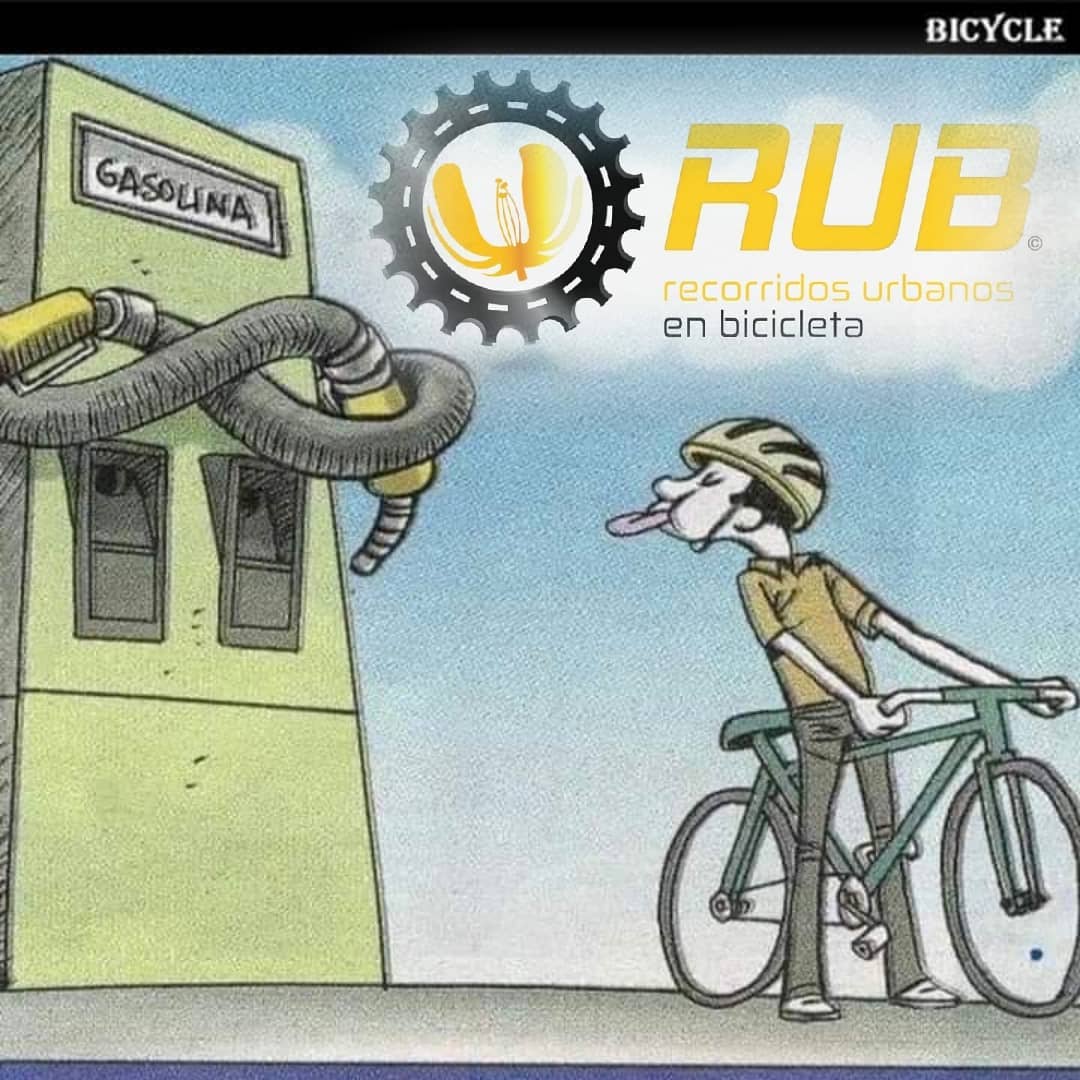 BICYCLE
GASOLINA
RUB
©
recorridos urbanos
en bicicleta